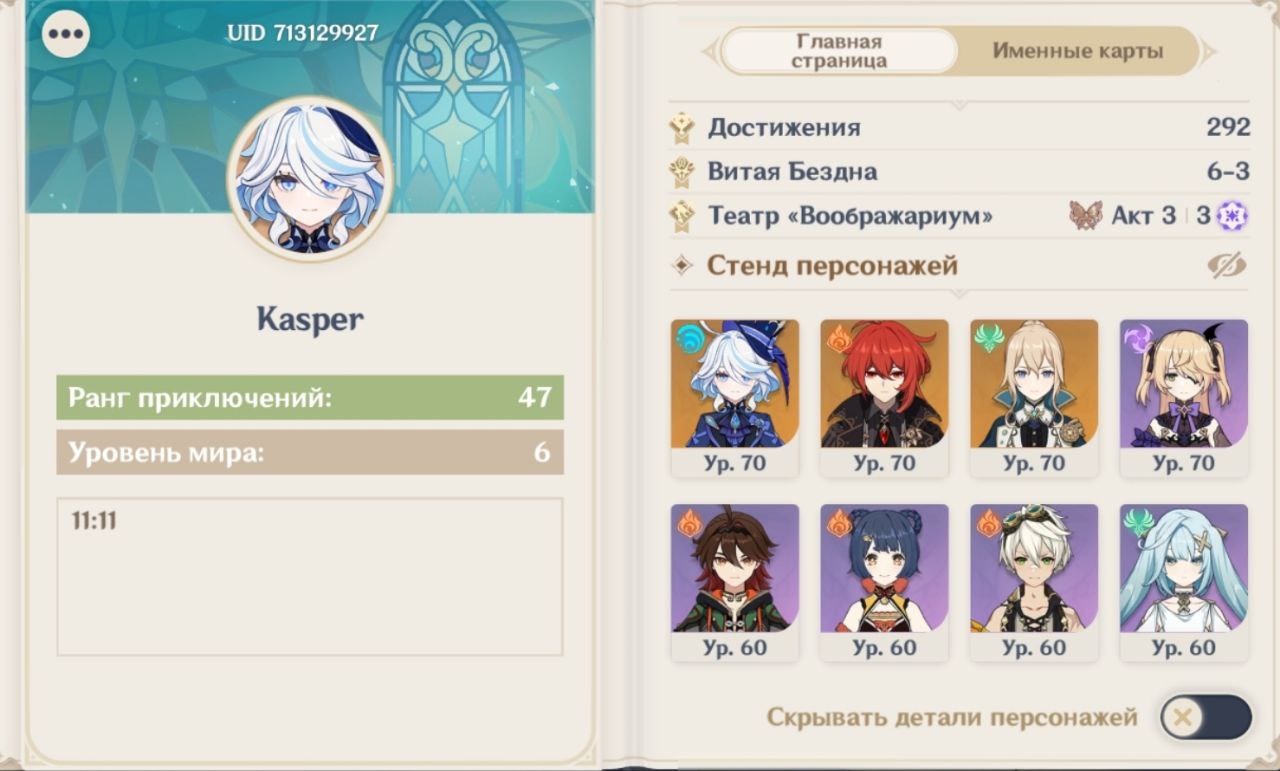 UID 713129927
Kasper
Ранг приключений: 47
Уровень мира: 6
11:11
Главная
страница
Именные карты
Достижения 292
Витая Бездна 6-3
Театр «Воображариум» Акт 3 | 3
Стенд персонажей
Ур. 70 Ур. 70 Ур. 70 Ур. 70
Ур. 60 Ур. 60 Ур. 60 Ур. 60
Скрывать детали персонажей